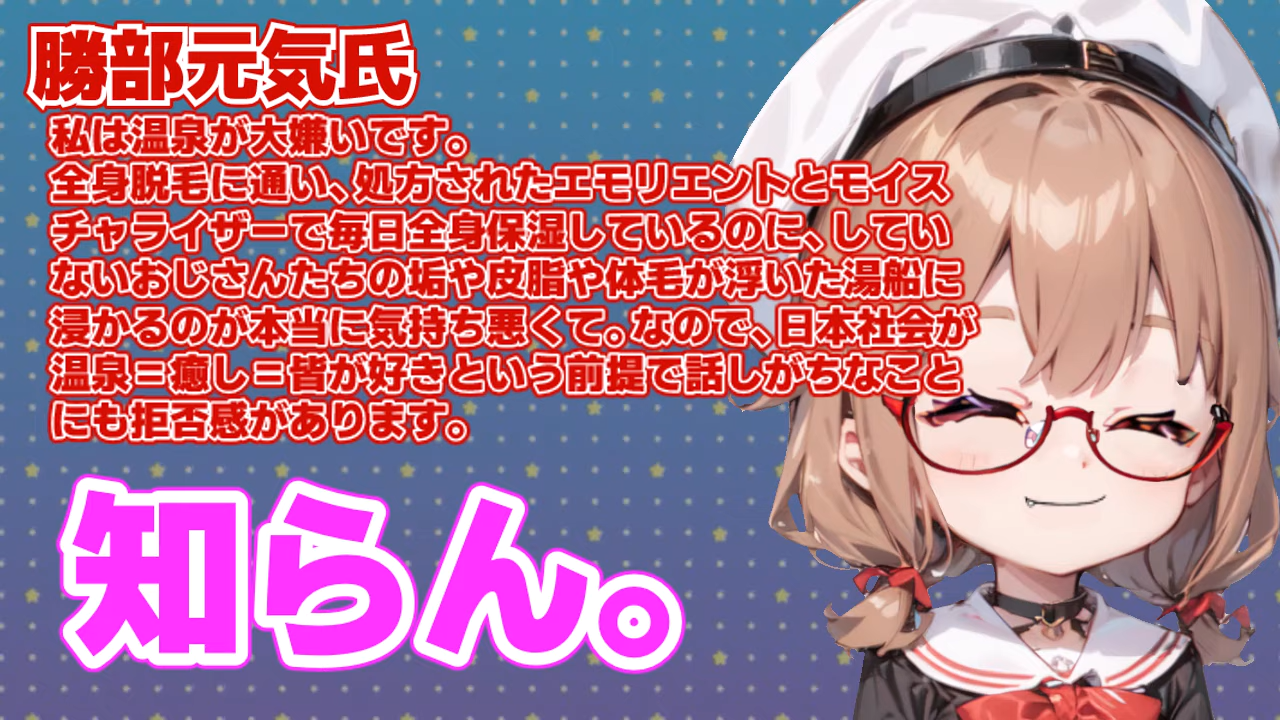 勝部元気氏
私は温泉が大嫌いです。
全身脱毛に通い、処方されたエモリエントとモイス
チャライザーで毎日全身保湿しているのに、してい
ないおじさんたちの垢や皮脂や体毛が浮いた湯船に
浸かるのが本当に気持ち悪くて。なので、日本社会が
温泉＝癒し＝皆が好きという前提で話しがちなこと
にも拒否感があります。
知らん。